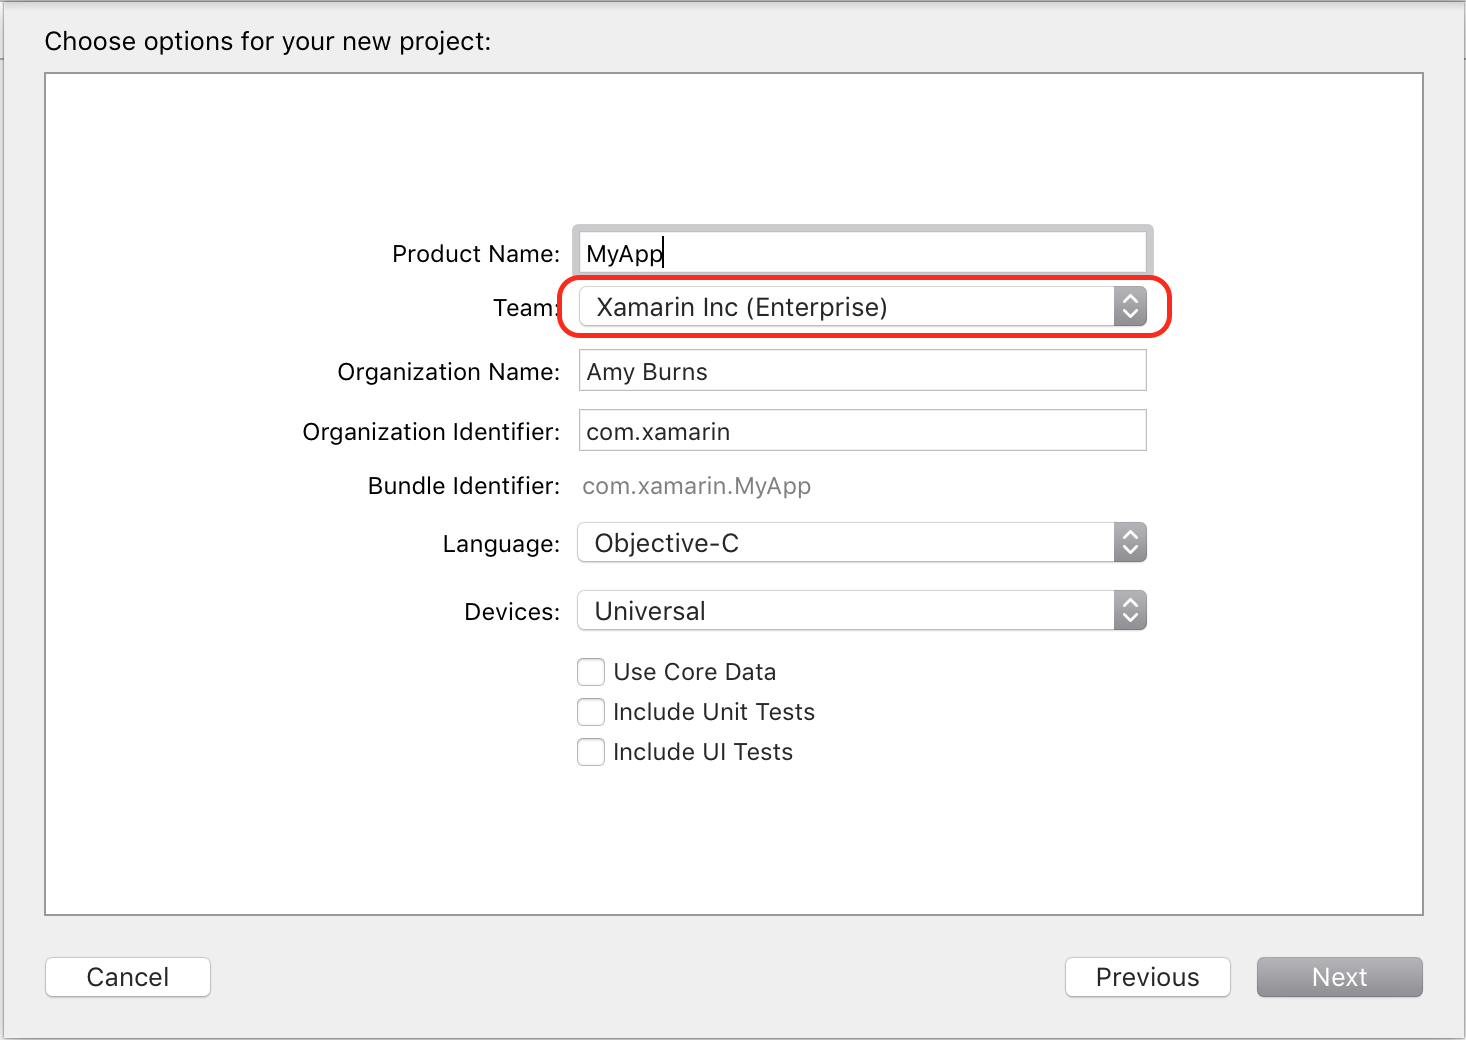 Choose options for your new project:
Product Name: MyApp
Team: Xamarin Inc (Enterprise)
Organization Name: Amy Burns
Organization Identifier: com.xamarin
Bundle Identifier: com.xamarin.MyApp
Language: Objective-C
Devices: Universal
Use Core Data
Include Unit Tests
Include UI Tests
Cancel Previous Next